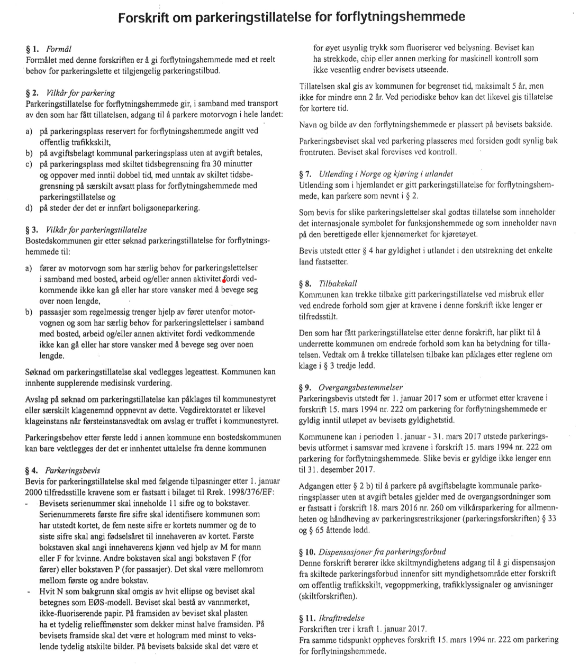 Forskrift om parkeringstillatelse for forflytningshemmede
§ 1. Formål
Formålet med denne forskriften er å gi forflytningshemmede med et reelt
behov for parkeringslette et tilgjengelig parkeringstilbud.
§ 2. Vilkår for parkering
Parkeringstillatelse for forflytningshemmede gir, i samband med transport
av den som har fått tillatelsen, adgang til å parkere motorvogn i hele landet:
a) på parkeringsplass reservert for forflytningshemmede angitt ved
offentlig trafikkskilt,
b) på avgiftsbelagt kommunal parkeringsplass uten at avgift betales,
c) på parkeringsplass med skiltet tidsbegrensning fra 30 minutter
og oppover med inntil dobbel tid, med unntak av skiltet tidsbe-
grensning på særskilt avsatt plass for forflytningshemmede med
parkeringstillatelse og
d) på steder der det er innført boligsoneparkering.
§ 3. Vilkår for parkeringstillatelse
Bostedskommunen gir etter søknad parkeringstillatelse for forflytnings-
hemmede til:
a) fører av motorvogn som har særlig behov for parkeringslettelser
i samband med bosted, arbeid og/eller annen aktivitet fordi ved-
kommende ikke kan gå eller har store vansker med å bevege seg
over noen lengde,
b) passasjer som regelmessig trenger hjelp av fører utenfor motor-
vognen og som har særlig behov for parkeringslettelser i samband
med bosted, arbeid og/eller annen aktivitet fordi vedkommende
ikke kan gå eller har store vansker med å bevege seg over noen
lengde.
Søknad om parkeringstillatelse skal vedlegges legeattest. Kommunen kan
innhente supplerende medisinsk vurdering.
Avslag på søknad om parkeringstillatelse kan påklages til kommunestyret
eller særskilt klagenemnd oppnevnt av dette. Vegdirektoratet er likevel
klageinstans når førsteinstansvedtak om avslag er truffet i kommunestyret.
Parkeringsbehov etter første ledd i annen kommune enn bostedskommunen
kan bare vektlegges der det er innhentet uttalelse fra denne kommunen
§ 4. Parkeringsbevis
Bevis for parkeringstillatelse skal med følgende tilpasninger etter 1. januar
2000 tilfredsstille kravene som er fastsatt i bilaget til Rrek. 1998/376/EF:
- Bevisets serienummer skal inneholde 11 sifre og to bokstaver.
Serienummerets første fire sifre skal identifisere kommunen som
har utstedt kortet, de fem neste sifre er kortets nummer og de to
siste sifre skal angi fødselsåret til innehaveren av kortet. Første
bokstaven skal angi innehaverens kjønn ved hjelp av M for mann
eller F for kvinne. Andre bokstaven skal angi bokstaven F (for
fører) eller bokstaven P (for passasjer). Det skal være mellomrom
mellom første og andre bokstav.
- Hvit N som bakgrunn skal omgis av hvit ellipse og beviset skal
betegnes som EØS-modell. Beviset skal bestå av vannmerket,
ikke-fluoriserende papir. På framsiden av beviset skal plasten
ha et tydelig relieffmønster som dekker minst halve framsiden. På
bevisets framside skal det være et hologram med minst to veks-
lende tydelig atskilte bilder. På bevisets bakside skal det være et
for øyet usynlig trykk som fluoriserer ved belysning. Beviset kan
ha strekkode, chip eller annen merking for maskinell kontroll som
ikke vesentlig endrer bevisets utseende.
Tillatelsen skal gis av kommunen for begrenset tid, maksimalt 5 år, men
ikke for mindre enn 2 år. Ved periodiske behov kan det likevel gis tillatelse
for kortere tid.
Navn og bilde av den forflytningshemmede er plassert på bevisets bakside.
Parkeringsbeviset skal ved parkering plasseres med forsiden godt synlig bak
frontruten. Beviset skal forevises ved kontroll.
§ 7. Utlending i Norge og kjøring i utlandet
Utlending som i hjemlandet er gitt parkeringstillatelse for forflytningshem-
mede, kan parkere som nevnt i § 2.
Som bevis for slike parkeringslettelser skal godtas tillatelse som inneholder
det internasjonale symbolet for funksjonshemmede og som inneholder navn
på den berettigede eller kjennemerket for kjøretøyet.
Bevis utstedt etter § 4 har gyldighet i utlandet i den utstrekning det enkelte
land fastsetter.
§ 8. Tilbakekall
Kommunen kan trekke tilbake gitt parkeringstillatelse ved misbruk eller
ved endrede forhold som gjør at kravene i denne forskrift ikke lenger er
tilfredsstilt.
Den som har fått parkeringstillatelse etter denne forskrift, har plikt til å
underrette kommunen om endrede forhold som kan ha betydning for tilla-
telsen. Vedtak om å trekke tillatelsen tilbake kan påklages etter reglene om
klage i § 3 tredje ledd.
§ 9. Overgangsbestemmelser
Parkeringsbevis utstedt før 1. januar 2017 som er utformet etter kravene i
forskrift 15. mars 1994 nr. 222 om parkering for forflytningshemmede er
gyldig inntil utløpet av bevisets gyldighetstid.
Kommunene kan i perioden 1. januar - 31. mars 2017 utstede parkerings-
bevis utformet i samsvar med kravene i forskrift 15. mars 1994 nr. 222 om
parkering for forflytningshemmede. Slike bevis er gyldige ikke lenger enn
til 31. desember 2017.
Adgangen etter § 2 b) til å parkere på avgiftsbelagte kommunale parke-
ringsplasser uten at avgift betales gjelder med de overgangsordninger som
er fastsatt i forskrift 18. mars 2016 nr. 260 om vilkårsparkering for allmenn-
heten og håndheving av parkeringsrestriksjoner (parkeringsforskriften) § 33
og § 65 åttende ledd.
§ 10. Dispensasjoner fra parkeringsforbud
Denne forskrift berører ikke skiltmyndighetens adgang til å gi dispensasjon
fra skiltede parkeringsforbud innenfor sitt myndighetsområde etter forskrift
om offentlig trafikkskilt, vegoppmerking, trafikklyssignaler og anvisninger
(skiltforskriften).
§ 11. Ikrafttredelse
Forskriften trer i kraft 1. januar 2017.
Fra samme tidspunkt oppheves forskrift 15. mars 1994 nr. 222 om parkering
for forflytningshemmede.